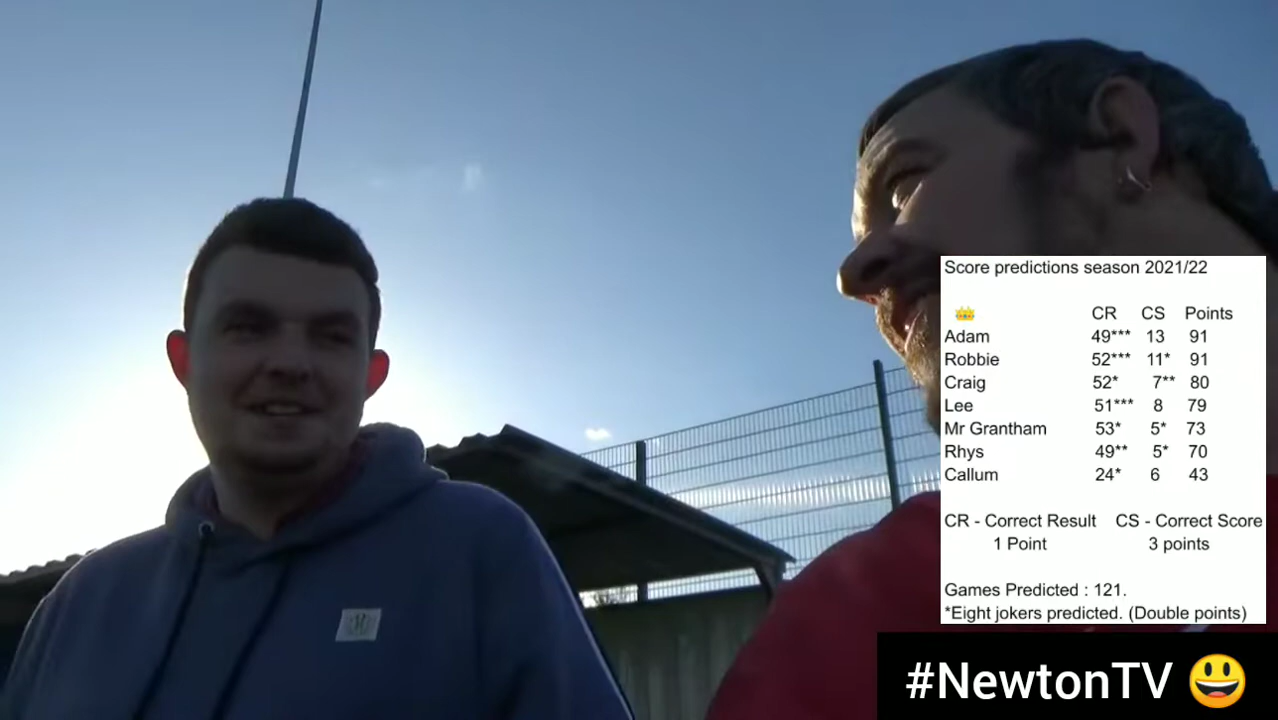 Score predictions season 2021/22
👑 CR CS Points
Adam 49*** 13 91
Robbie 52*** 11* 91
Craig 52* 7** 80
Lee 51*** 8 79
Mr Grantham 53* 5* 73
Rhys 49** 5* 70
Callum 24* 6 43
CR - Correct Result CS - Correct Score
1 Point 3 points
Games Predicted : 121.
*Eight jokers predicted. (Double points)
#NewtonTV 😃